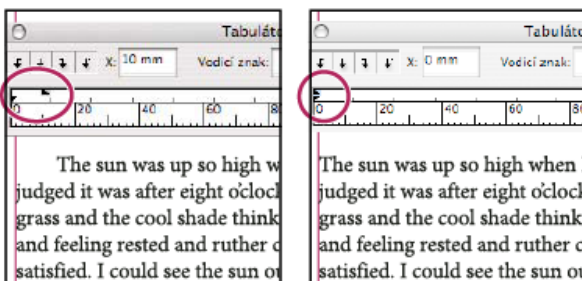 Tabuláto
X: 10 mm Vodicí znak:
0 20 40 60 8
The sun was up so high w
judged it was after eight o'cloc
grass and the cool shade think
and feeling rested and ruther
satisfied. I could see the sun ou
Tabuláto
X: 0 mm Vodicí znak:
0 20 40 60 80
The sun was up so high when
judged it was after eight o'clock
grass and the cool shade think
and feeling rested and ruther
satisfied. I could see the sun ou